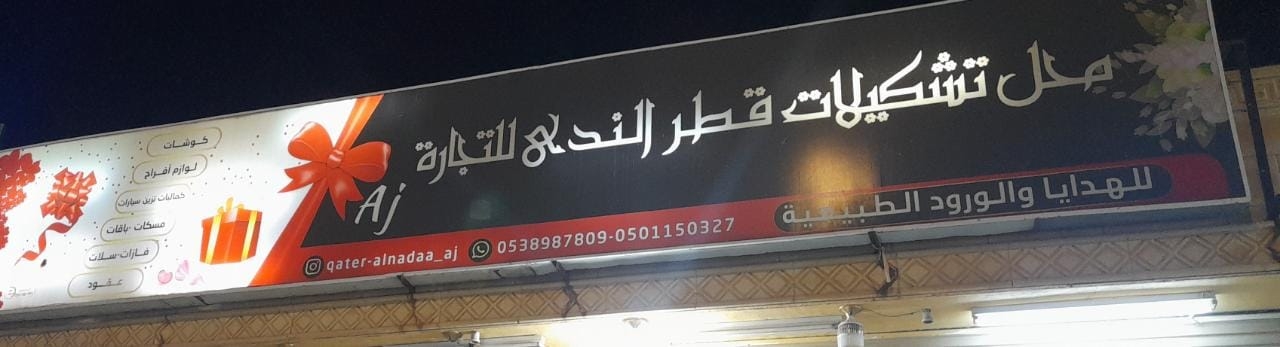 محل تشكيلات قطر الندى للتجارة
للهدايا والورود الطبيعية
Aj
qater-alnadaa_aj 0538987809-0501150327
كوشات
لوازم أفراح
كماليات تزين سيارات
مسكات -باقات
فازات-سلات
عقود